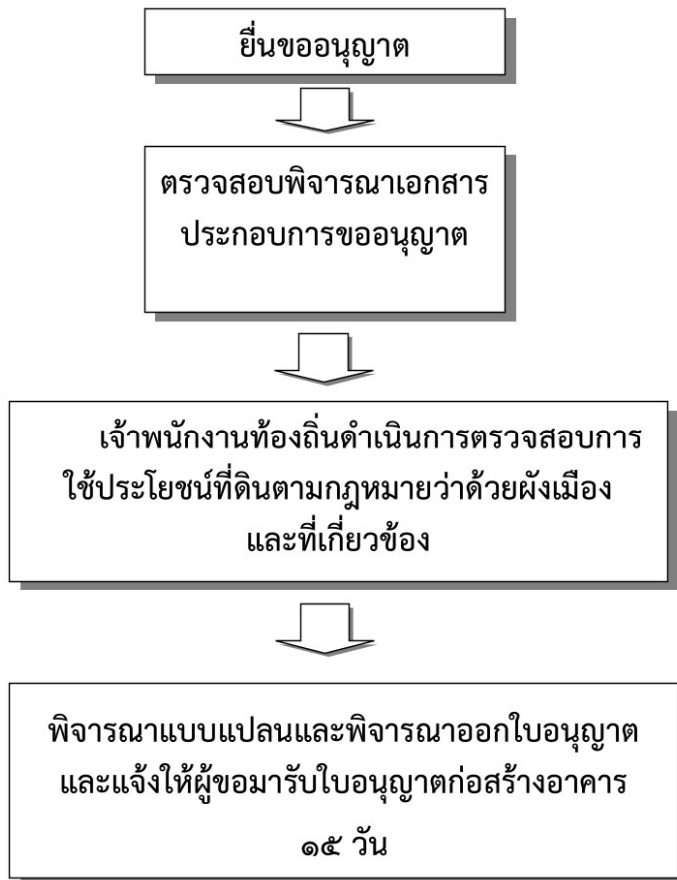 ยื่นขออนุญาต
ตรวจสอบพิจารณาเอกสาร
ประกอบการขออนุญาต
เจ้าพนักงานท้องถิ่นดำเนินการตรวจสอบการ
ใช้ประโยชน์ที่ดินตามกฎหมายว่าด้วยผังเมือง
และที่เกี่ยวข้อง
พิจารณาแบบแปลนและพิจารณาออกใบอนุญาต
และแจ้งให้ผู้ขอมารับใบอนุญาตก่อสร้างอาคาร
๑๕ วัน